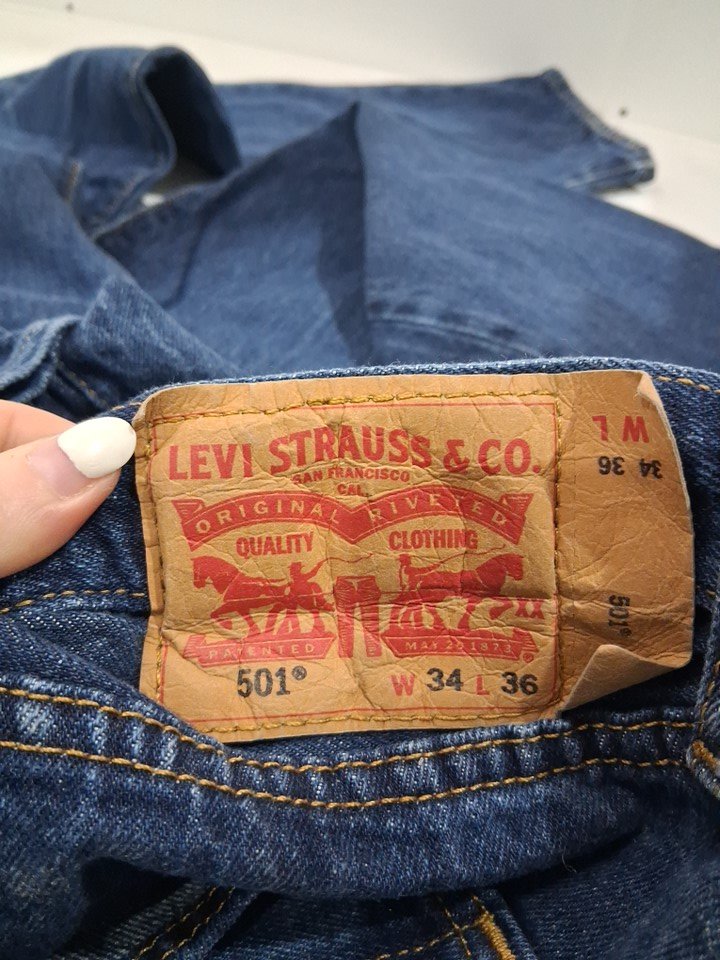 LEVI STRAUSS & CO.
SAN FRANCISCO
CAL.
ORIGINAL RIVETED
QUALITY CLOTHING
XX
PATENTED MAY 20 1873
501® W 34 L 36
W L
34 36
501®